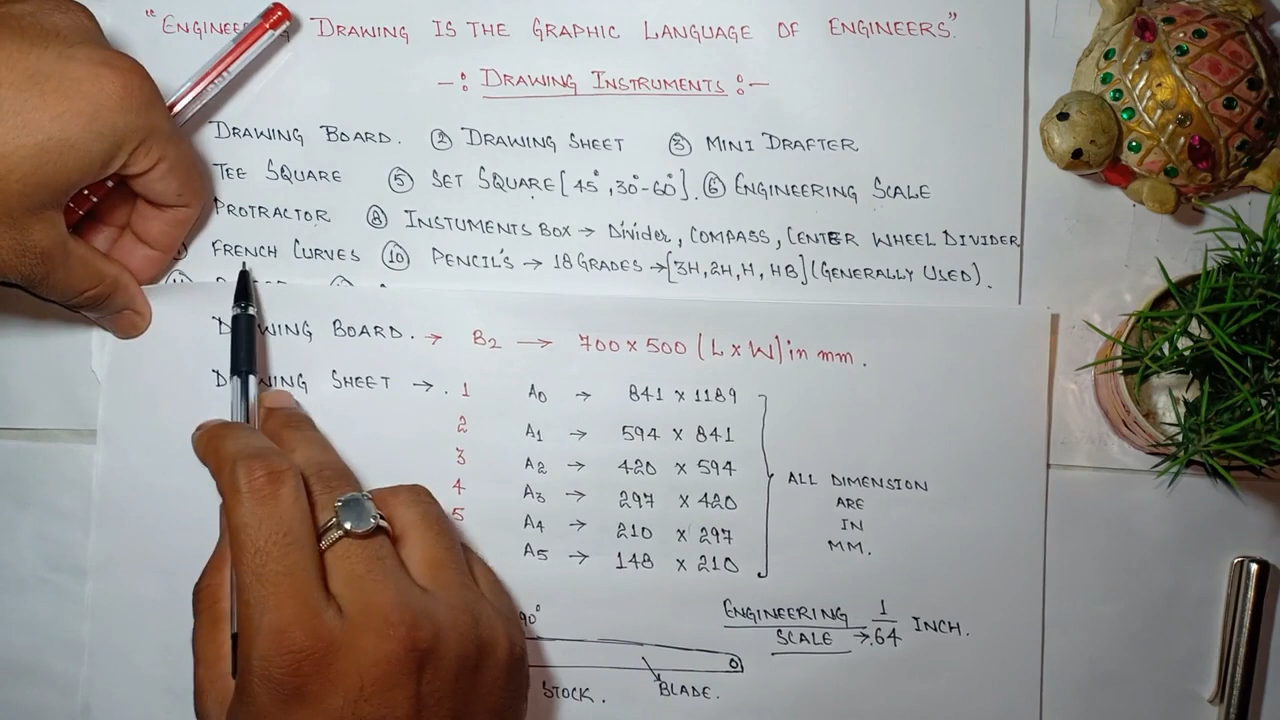 "ENGINEE G DRAWING IS THE GRAPHIC LANGUAGE OF ENGINEERS"
-: DRAWING INSTRUMENTS :-
DRAWING BOARD. ② DRAWING SHEET ③ MINI DRAFTER
TEE SQUARE ⑤ SET SQUARE [45°, 30°-60°]. ⑥ ENGINEERING SCALE
PROTRACTOR ⑧ INSTUMENTS BOX → DiviDER, COMPASS, CENTER WHEEL DIVIDER
FRENCH CURVES ⑩ PENCIL'S → 18 GRADES → [3H, 2H, H, HB] (GENERALLY USED).
D WING BOARD. → B2 → 700 x 500 (L x W) in mm.
D WING SHEET → . 1 A0 → 841 x 1189
2 A1 → 594 x 841
3 A2 → 420 x 594
4 A3 → 297 x 420
5 A4 → 210 x 297
A5 → 148 x 210
ALL DIMENSION
ARE
IN
MM.
ENGINEERING SCALE → 1/64 INCH.
90°
STOCK. BLADE.